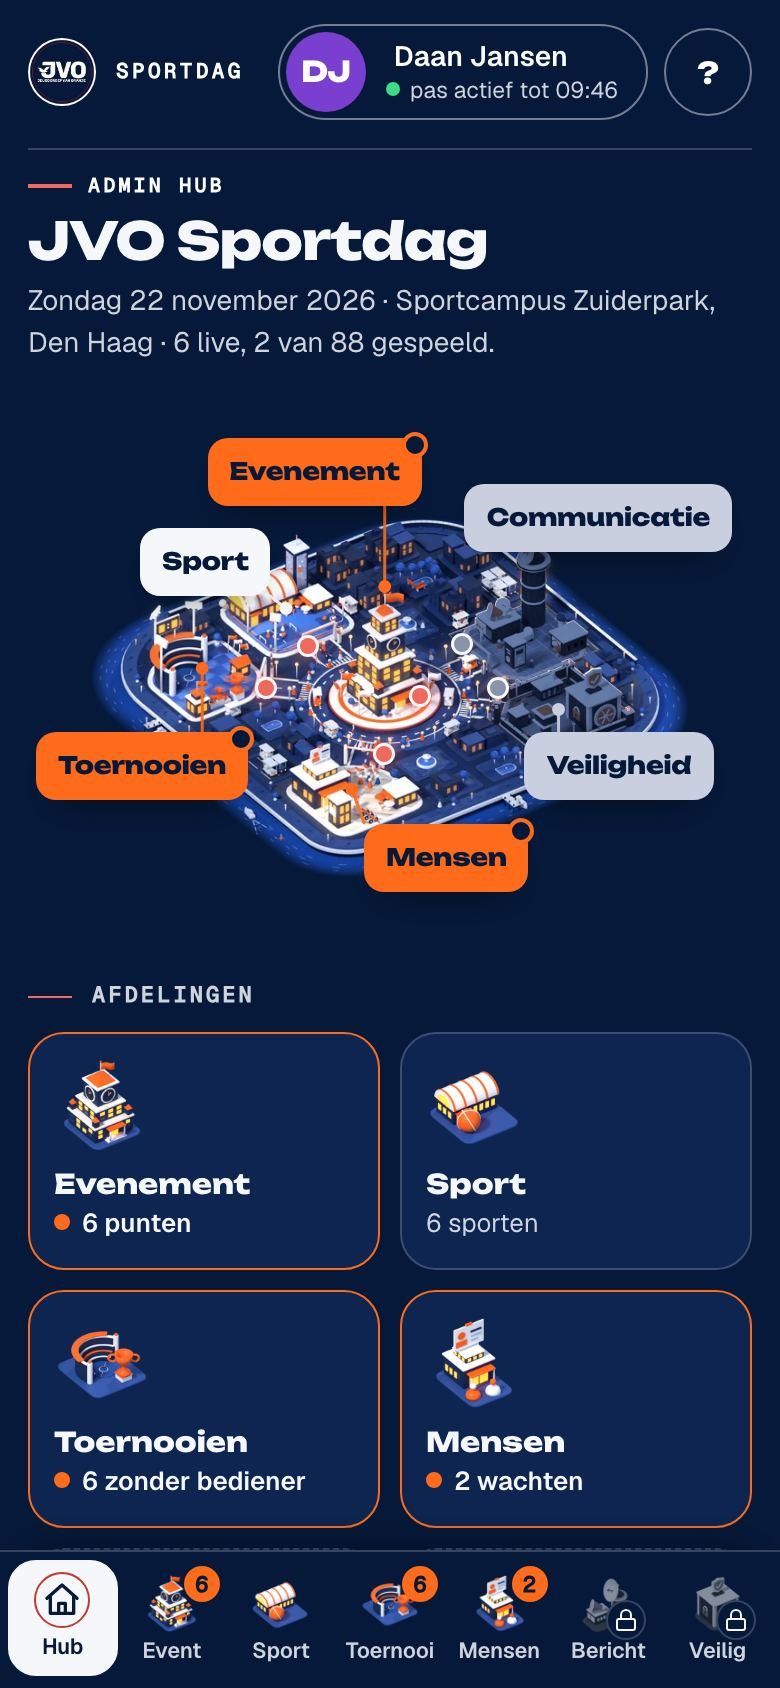 JVO
SPORTDAG
DJ
Daan Jansen
pas actief tot 09:46
?
ADMIN HUB
JVO Sportdag
Zondag 22 november 2026 · Sportcampus Zuiderpark,
Den Haag · 6 live, 2 van 88 gespeeld.
Evenement
Communicatie
Sport
Toernooien
Veiligheid
Mensen
AFDELINGEN
Evenement
6 punten
Sport
6 sporten
Toernooien
6 zonder bediener
Mensen
2 wachten
6
6
2
Hub
Event
Sport
Toernooi
Mensen
Bericht
Veilig